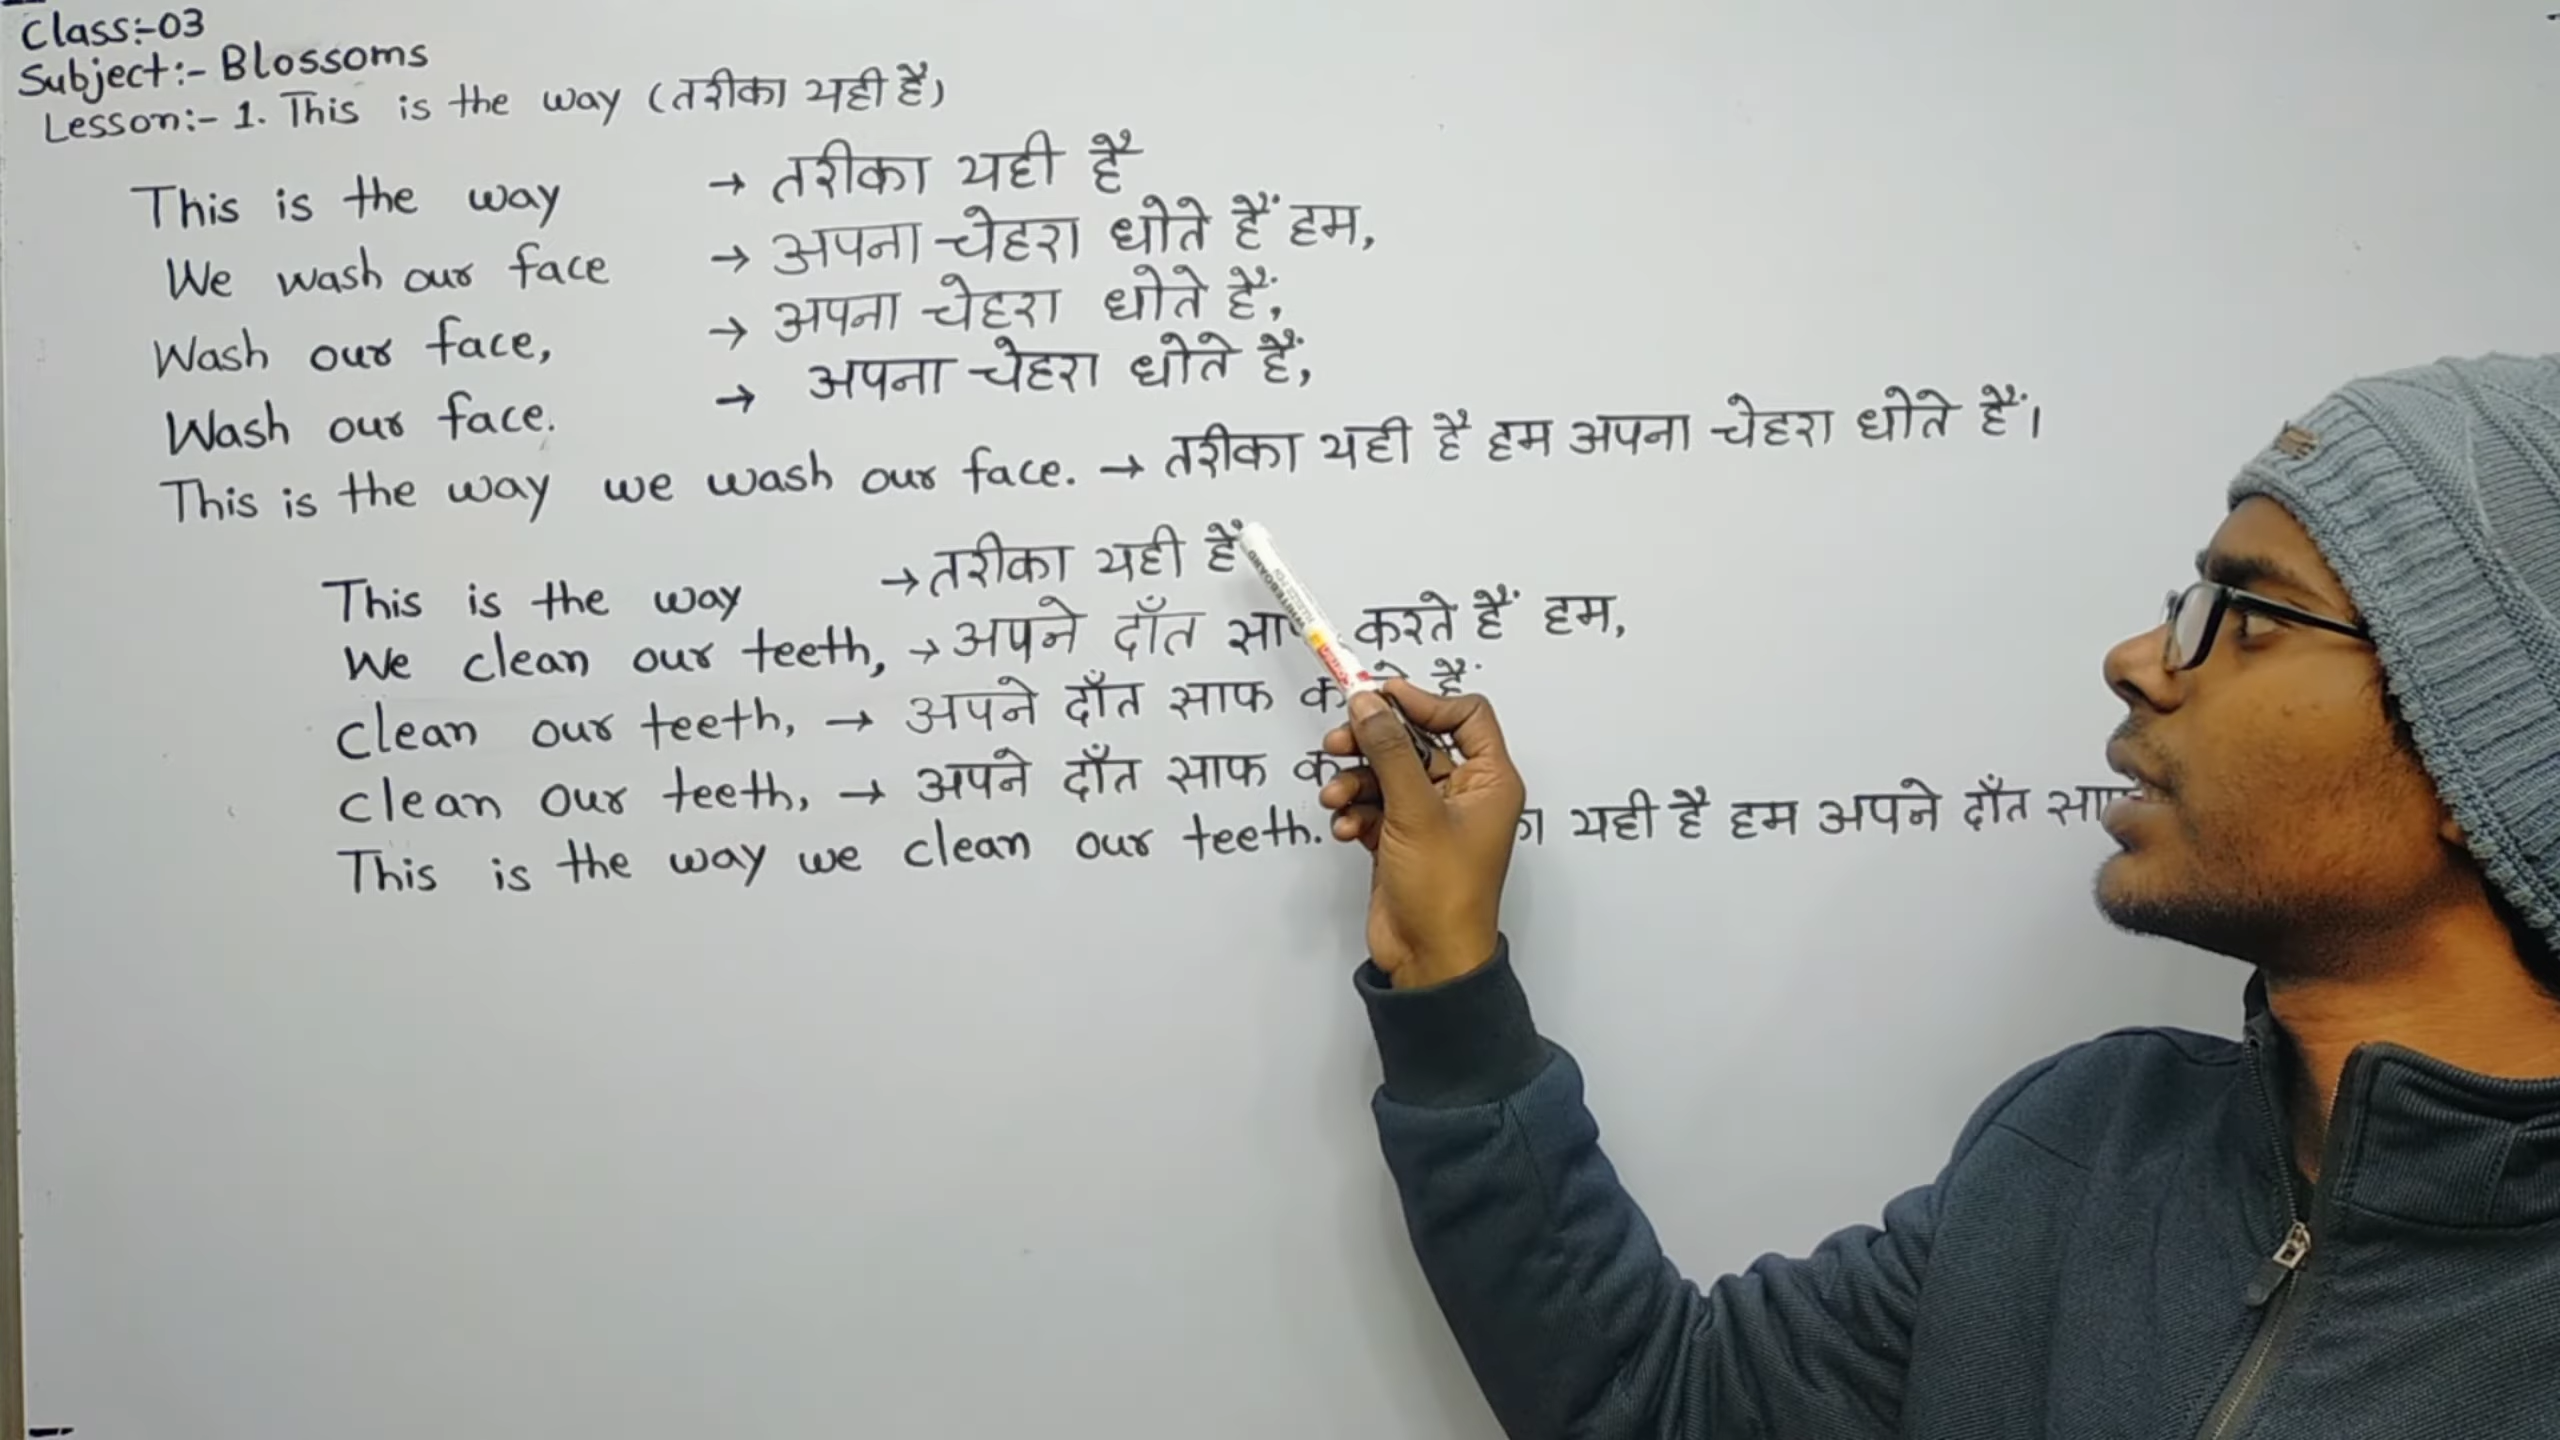 Class:-03
Subject:- Blossoms
Lesson:- 1. This is the way (तरीका यही है)
This is the way → तरीका यही है
We wash our face → अपना चेहरा धोते हैं हम,
Wash our face, → अपना चेहरा धोते हैं,
Wash our face. → अपना चेहरा धोते हैं,
This is the way we wash our face. → तरीका यही है हम अपना चेहरा धोते हैं।
This is the way → तरीका यही है
We clean our teeth, → अपने दाँत करते हैं हम,
clean our teeth, → अपने दाँत साफ हैं
clean our teeth, → अपने दाँत साफ
This is the way we clean our teeth. यही है हम अपने दाँत
WHITEBOARD